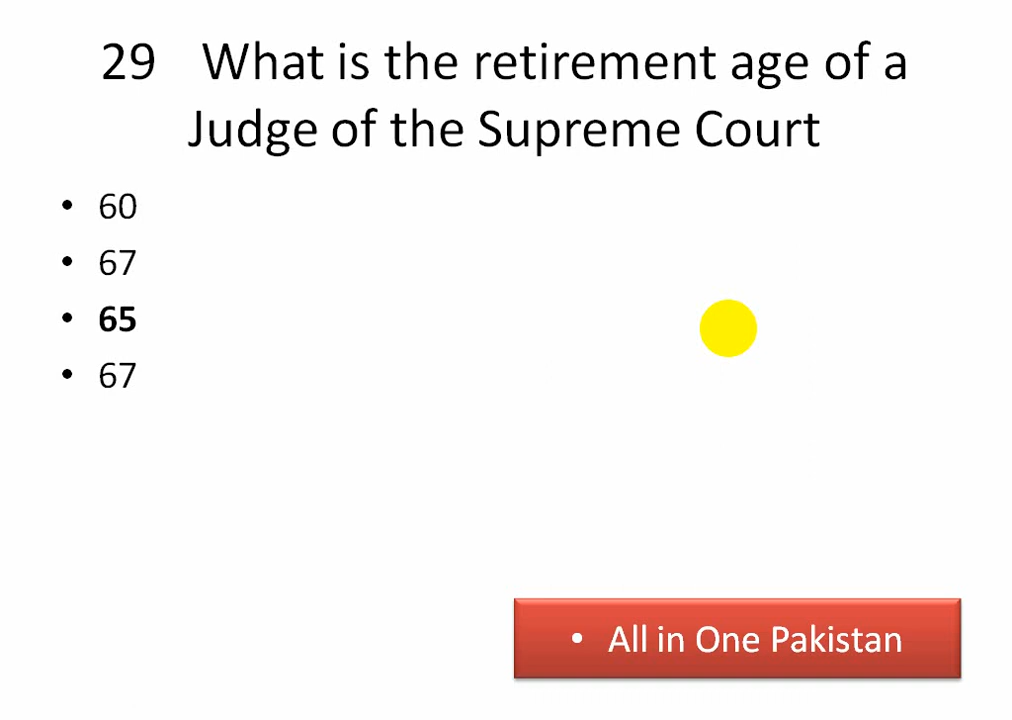 29 What is the retirement age of a
Judge of the Supreme Court
• 60
• 67
• 65
• 67
• All in One Pakistan